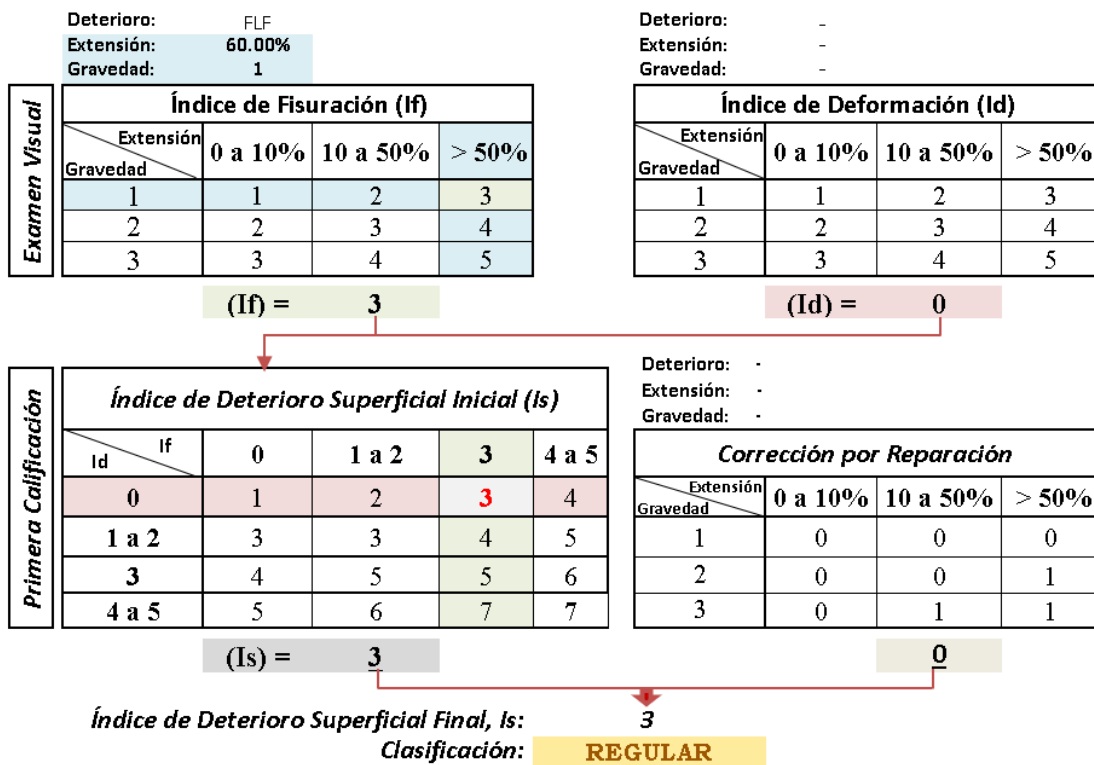 Deterioro: FLF
Extensión: 60.00%
Gravedad: 1
Deterioro: -
Extensión: -
Gravedad: -
Examen Visual
Índice de Fisuración (If)
Extensión
Gravedad
0 a 10% 10 a 50% > 50%
1 1 2 3
2 2 3 4
3 3 4 5
(If) = 3
Índice de Deformación (Id)
Extensión
Gravedad
0 a 10% 10 a 50% > 50%
1 1 2 3
2 2 3 4
3 3 4 5
(Id) = 0
Primera Calificación
Índice de Deterioro Superficial Inicial (Is)
If
Id
0 1 a 2 3 4 a 5
0 1 2 3 4
1 a 2 3 3 4 5
3 4 5 5 6
4 a 5 5 6 7 7
(Is) = 3
Deterioro: -
Extensión: -
Gravedad: -
Corrección por Reparación
Extensión
Gravedad
0 a 10% 10 a 50% > 50%
1 0 0 0
2 0 0 1
3 0 1 1
0
Índice de Deterioro Superficial Final, Is: 3
Clasificación: REGULAR